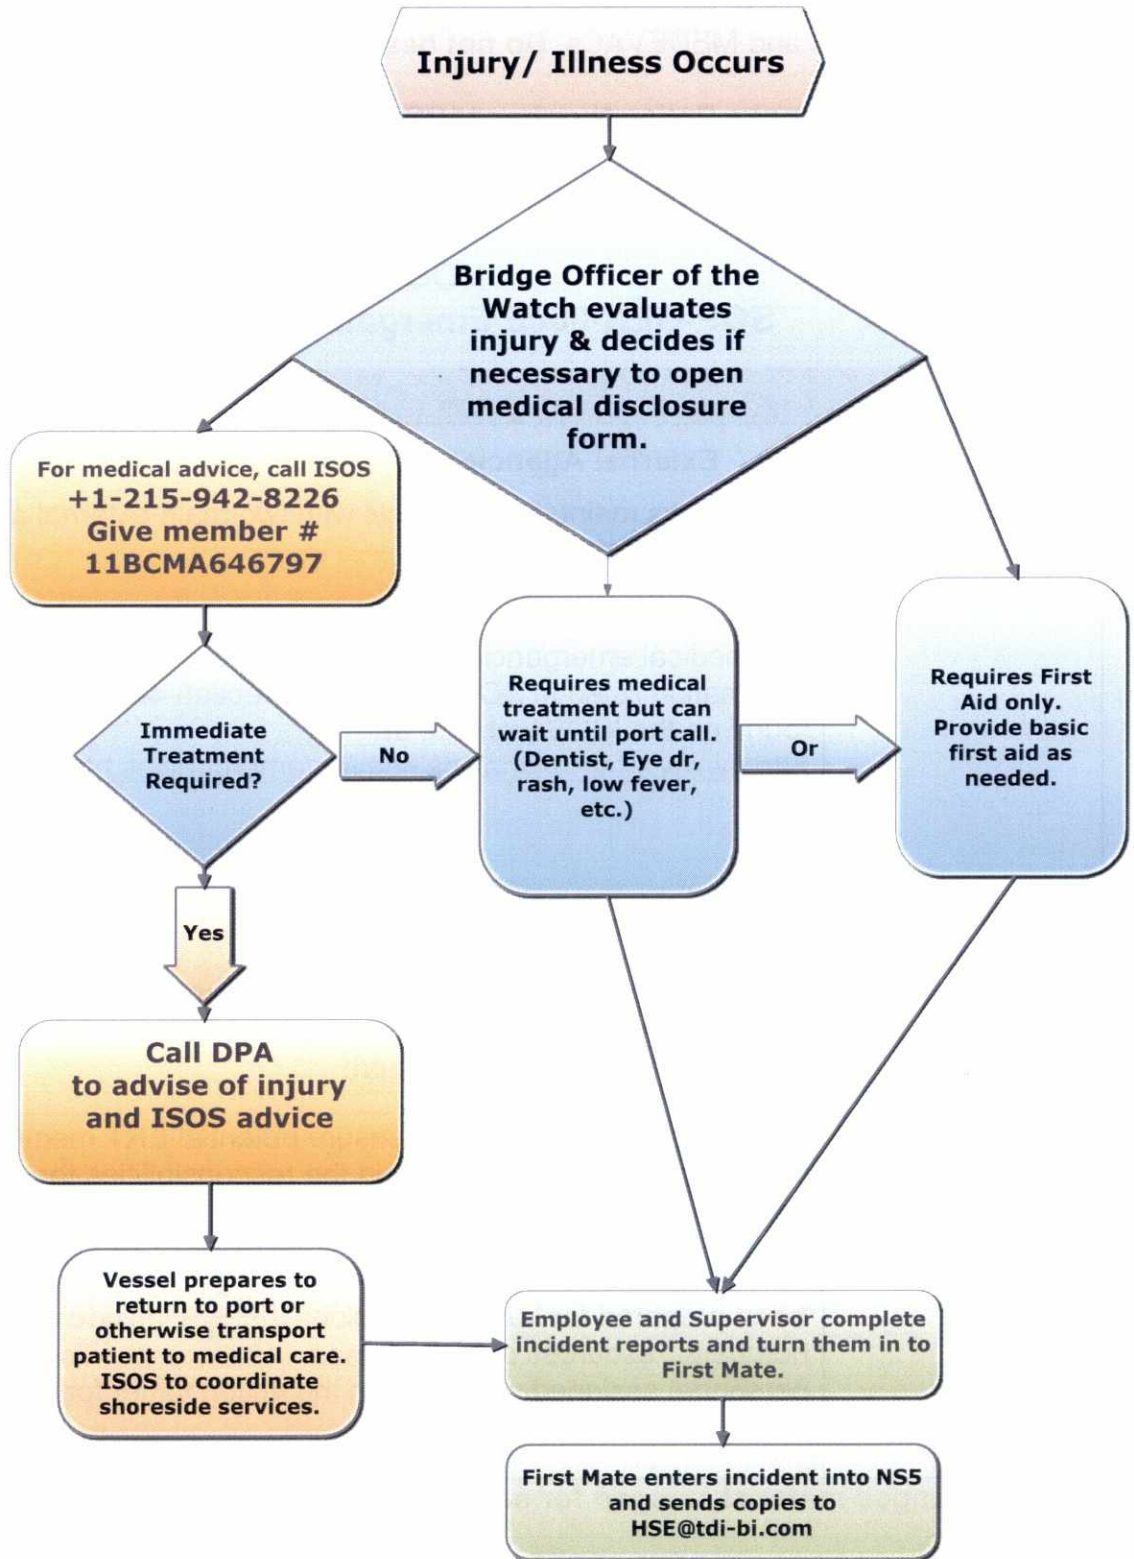 Injury/ Illness Occurs
Bridge Officer of the
Watch evaluates
injury & decides if
necessary to open
medical disclosure
form.
For medical advice, call ISOS
+1-215-942-8226
Give member #
11BCMA646797
Immediate
Treatment
Required?
No
Requires medical
treatment but can
wait until port call.
(Dentist, Eye dr,
rash, low fever,
etc.)
Or
Requires First
Aid only.
Provide basic
first aid as
needed.
Yes
Call DPA
to advise of injury
and ISOS advice
Vessel prepares to
return to port or
otherwise transport
patient to medical care.
ISOS to coordinate
shoreside services.
Employee and Supervisor complete
incident reports and turn them in to
First Mate.
First Mate enters incident into NS5
and sends copies to
HSE@tdi-bi.com